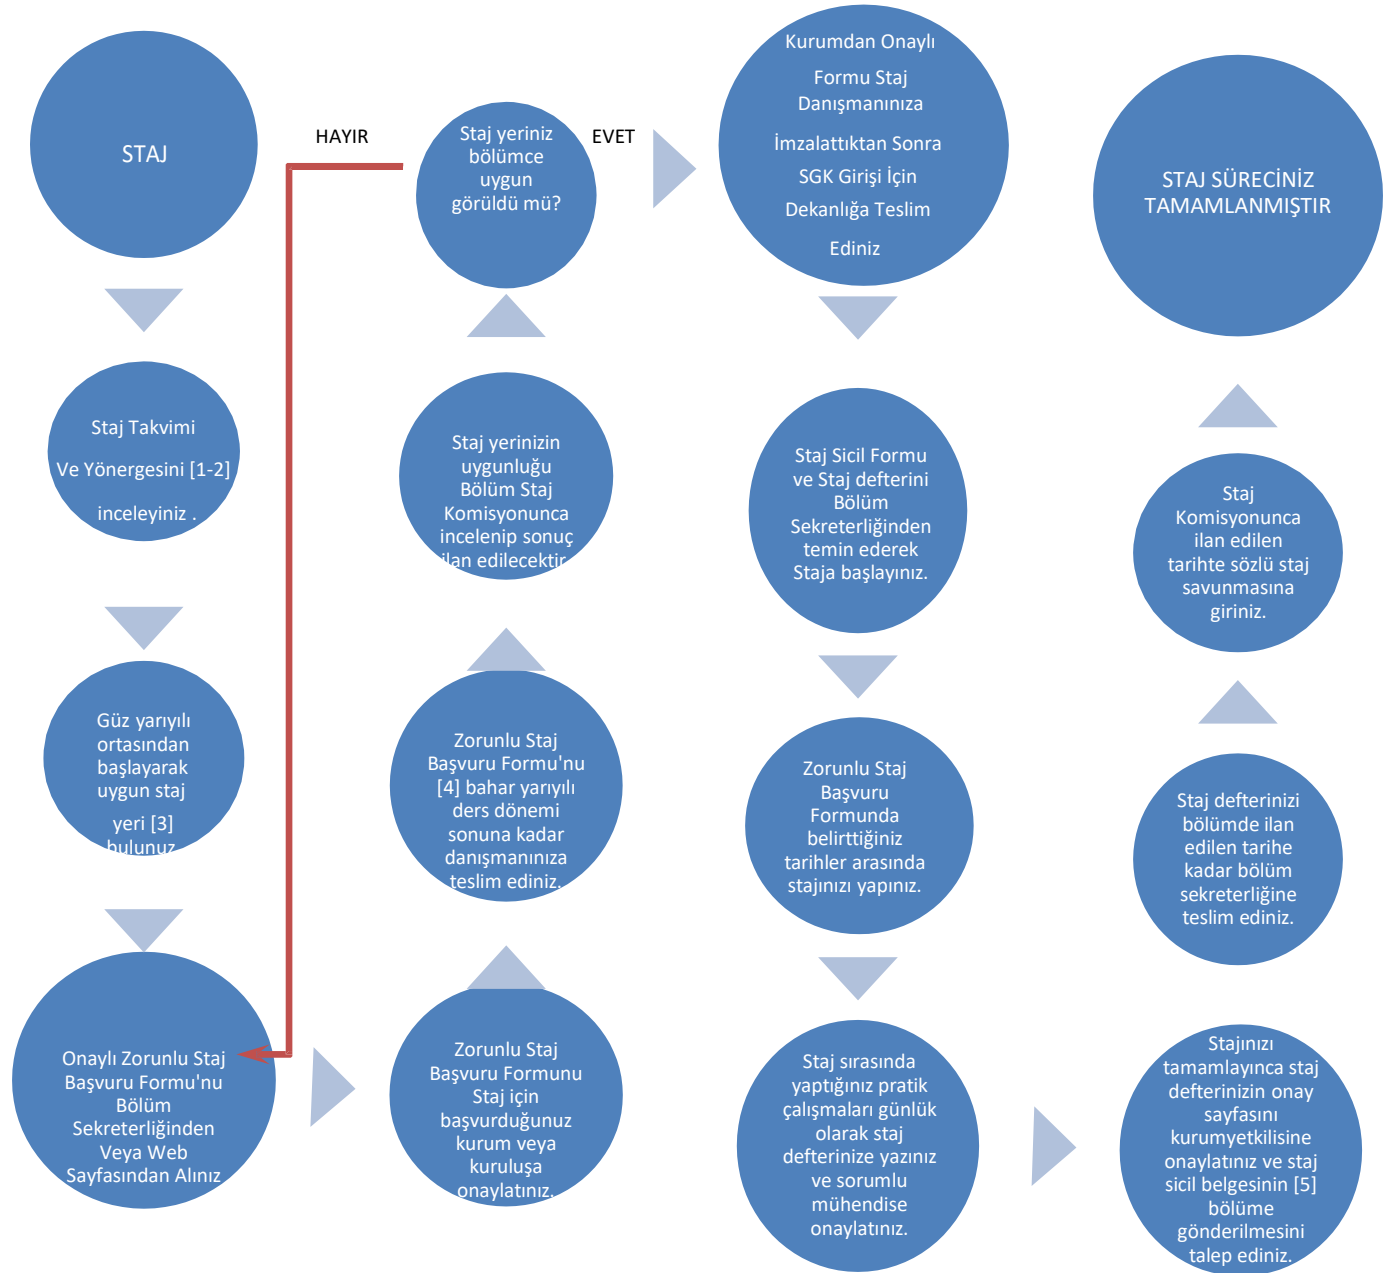 STAJ
Staj Takvimi
Ve Yönergesini [1-2]
inceleyiniz .
Güz yarıyılı
ortasından
başlayarak
uygun staj
yeri [3]
bulunuz
Onaylı Zorunlu Staj
Başvuru Formu'nu
Bölüm
Sekreterliğinden
Veya Web
Sayfasından Alınız
Zorunlu Staj
Başvuru Formunu
Staj için
başvurduğunuz
kurum veya
kuruluşa
onaylatınız.
Zorunlu Staj
Başvuru Formu'nu
[4] bahar yarıyılı
ders dönemi
sonuna kadar
danışmanınıza
teslim ediniz.
Staj yerinizin
uygunluğu
Bölüm Staj
Komisyonunca
incelenip sonuç
ilan edilecektir
Staj yeriniz
bölümce
uygun
görüldü mü?
HAYIR
EVET
Kurumdan Onaylı
Formu Staj
Danışmanınıza
İmzalattıktan Sonra
SGK Girişi İçin
Dekanlığa Teslim
Ediniz
Staj Sicil Formu
ve Staj defterini
Bölüm
Sekreterliğinden
temin ederek
Staja başlayınız.
Zorunlu Staj
Başvuru
Formunda
belirttiğiniz
tarihler arasında
stajınızı yapınız.
Staj sırasında
yaptığınız pratik
çalışmaları günlük
olarak staj
defterinize yazınız
ve sorumlu
mühendise
onaylatınız.
Stajınızı
tamamlayınca staj
defterinizin onay
sayfasını
kurumyetkilisine
onaylatınız ve staj
sicil belgesinin [5]
bölüme
gönderilmesini
talep ediniz.
Staj defterinizi
bölümde ilan
edilen tarihe
kadar bölüm
sekreterliğine
teslim ediniz.
Staj
Komisyonunca
ilan edilen
tarihte sözlü staj
savunmasına
giriniz.
STAJ SÜRECİNİZ
TAMAMLANMIŞTIR